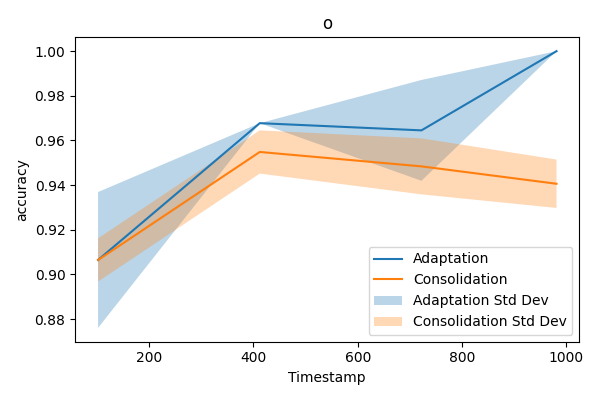 o
1.00
0.98
0.96
0.94
0.92
0.90
0.88
accuracy
200
400
600
800
1000
Timestamp
Adaptation
Consolidation
Adaptation Std Dev
Consolidation Std Dev